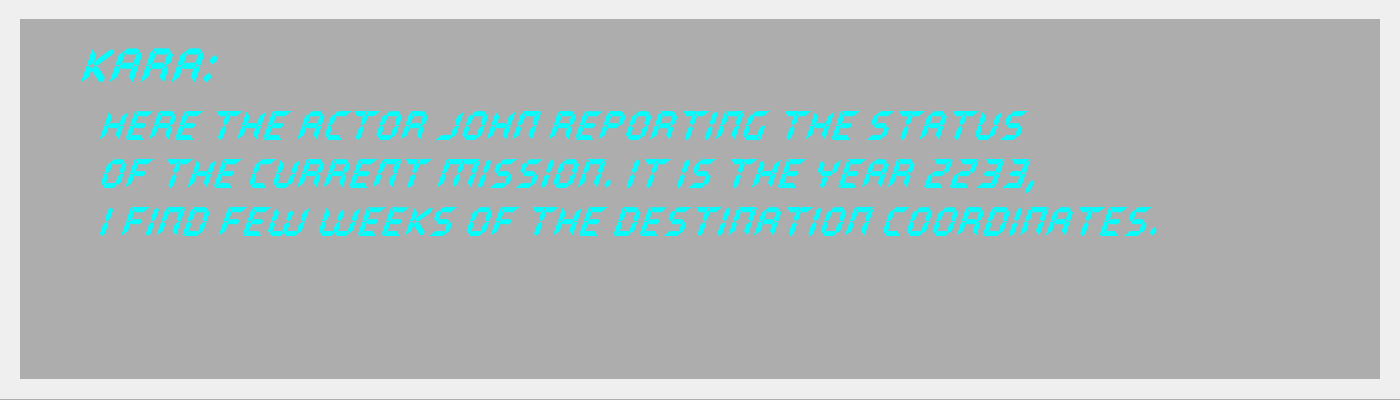 KARA:
HERE THE ACTOR JOHN REPORTING THE STATUS
OF THE CURRENT MISSION. IT IS THE YEAR 2233,
I FIND FEW WEEKS OF THE DESTINATION COORDINATES.